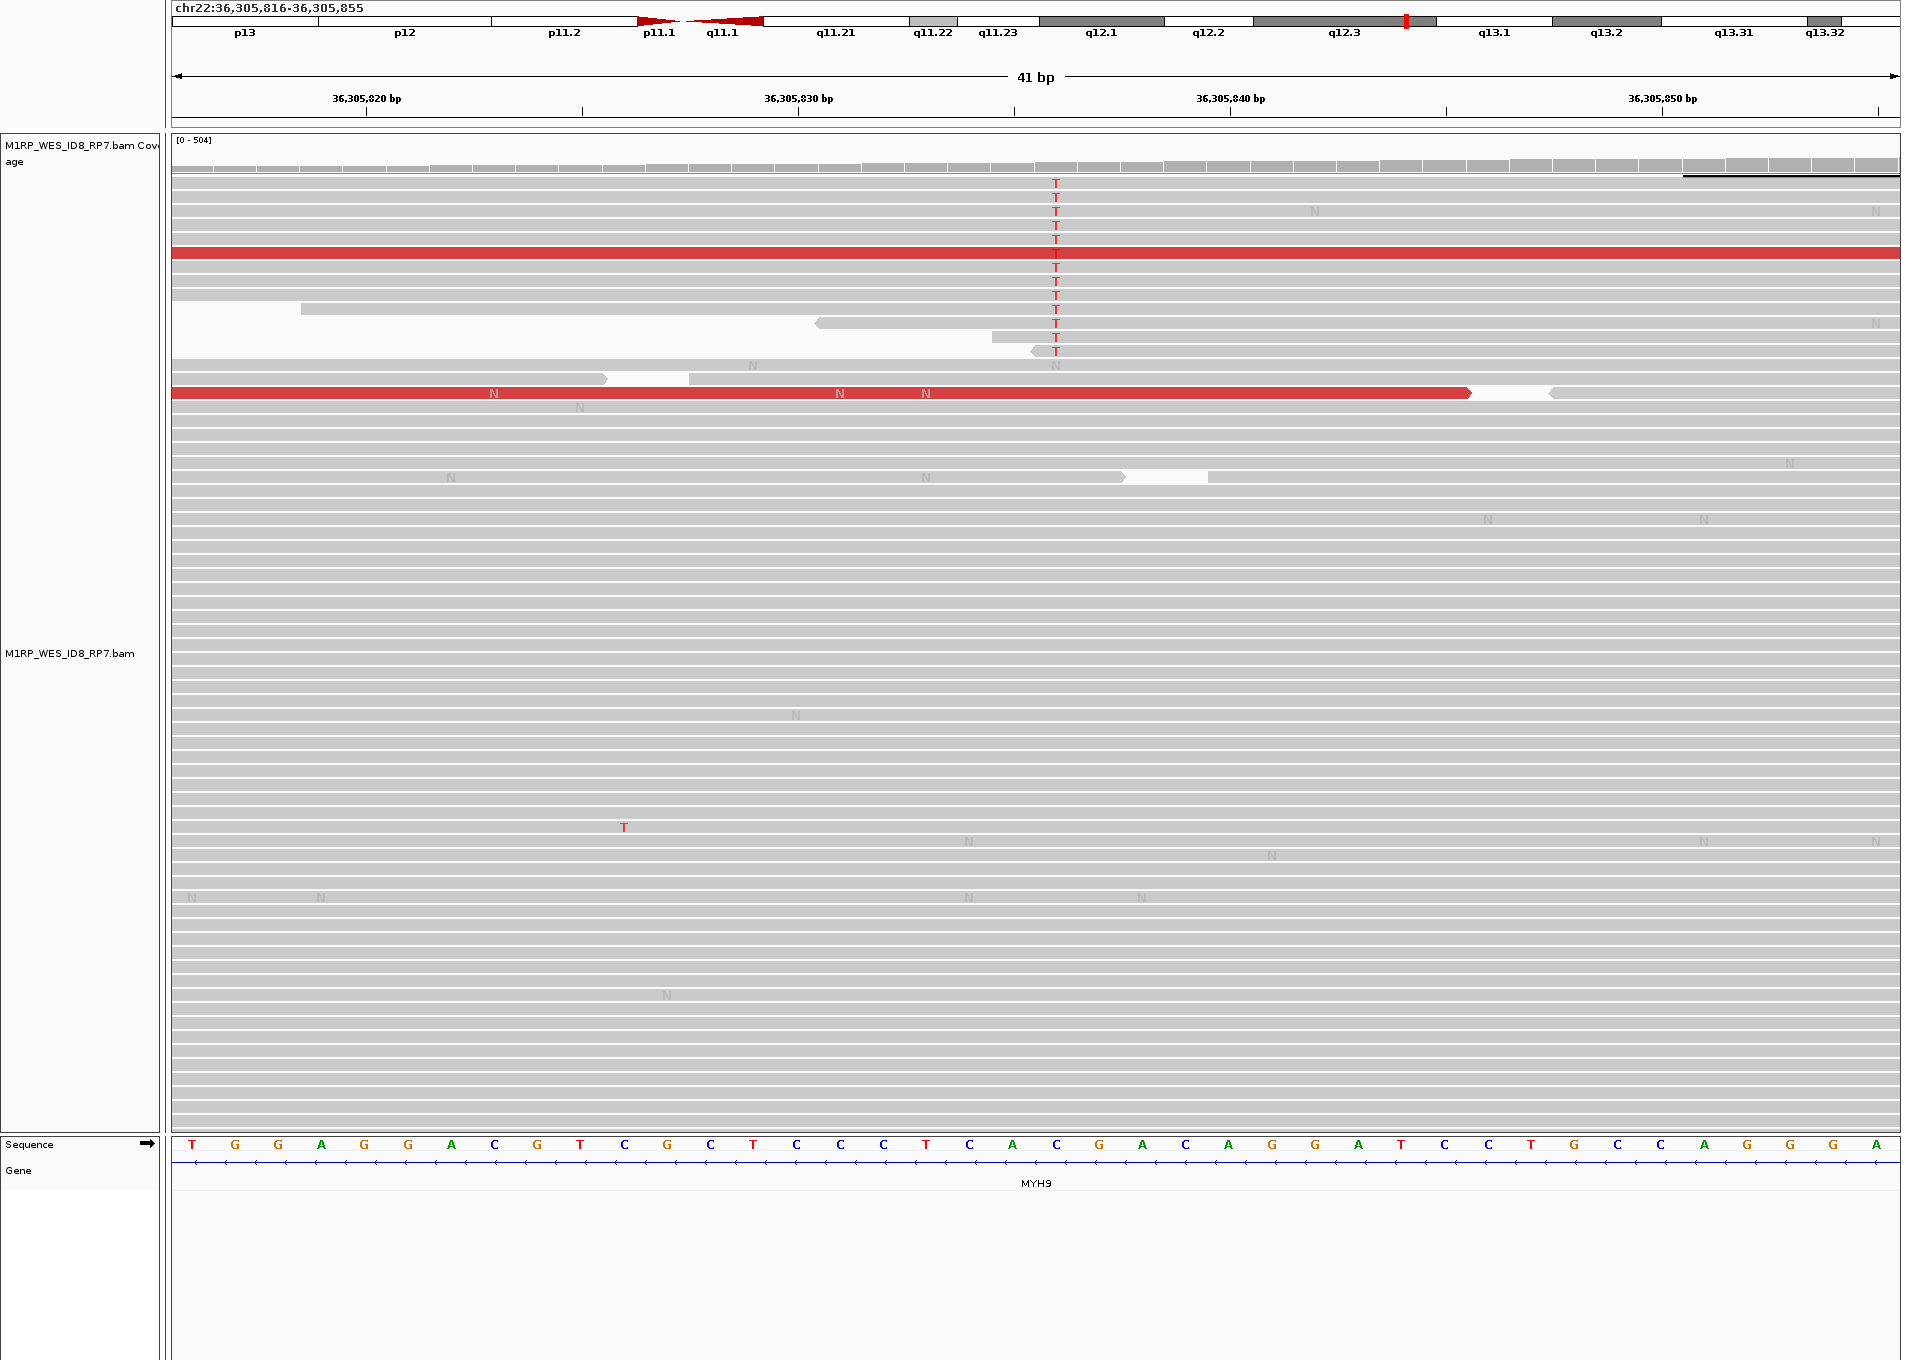 chr22:36,305,816-36,305,855
p13 p12 p11.2 p11.1 q11.1 q11.21 q11.22 q11.23 q12.1 q12.2 q12.3 q13.1 q13.2 q13.31 q13.32
41 bp
36,305,820 bp 36,305,830 bp 36,305,840 bp 36,305,850 bp
M1RP_WES_ID8_RP7.bam Cov
age
[0 - 504]
T
T
T N N
T
T
T
T
T
T
T
T N
T
T
N N
N N N
N
N
N N
N N
M1RP_WES_ID8_RP7.bam
N
T
N N N
N
N N N N
N
Sequence T G G A G G A C G T C G C T C C C T C A C G A C A G G A T C C T G C C A G G G A
Gene
MYH9